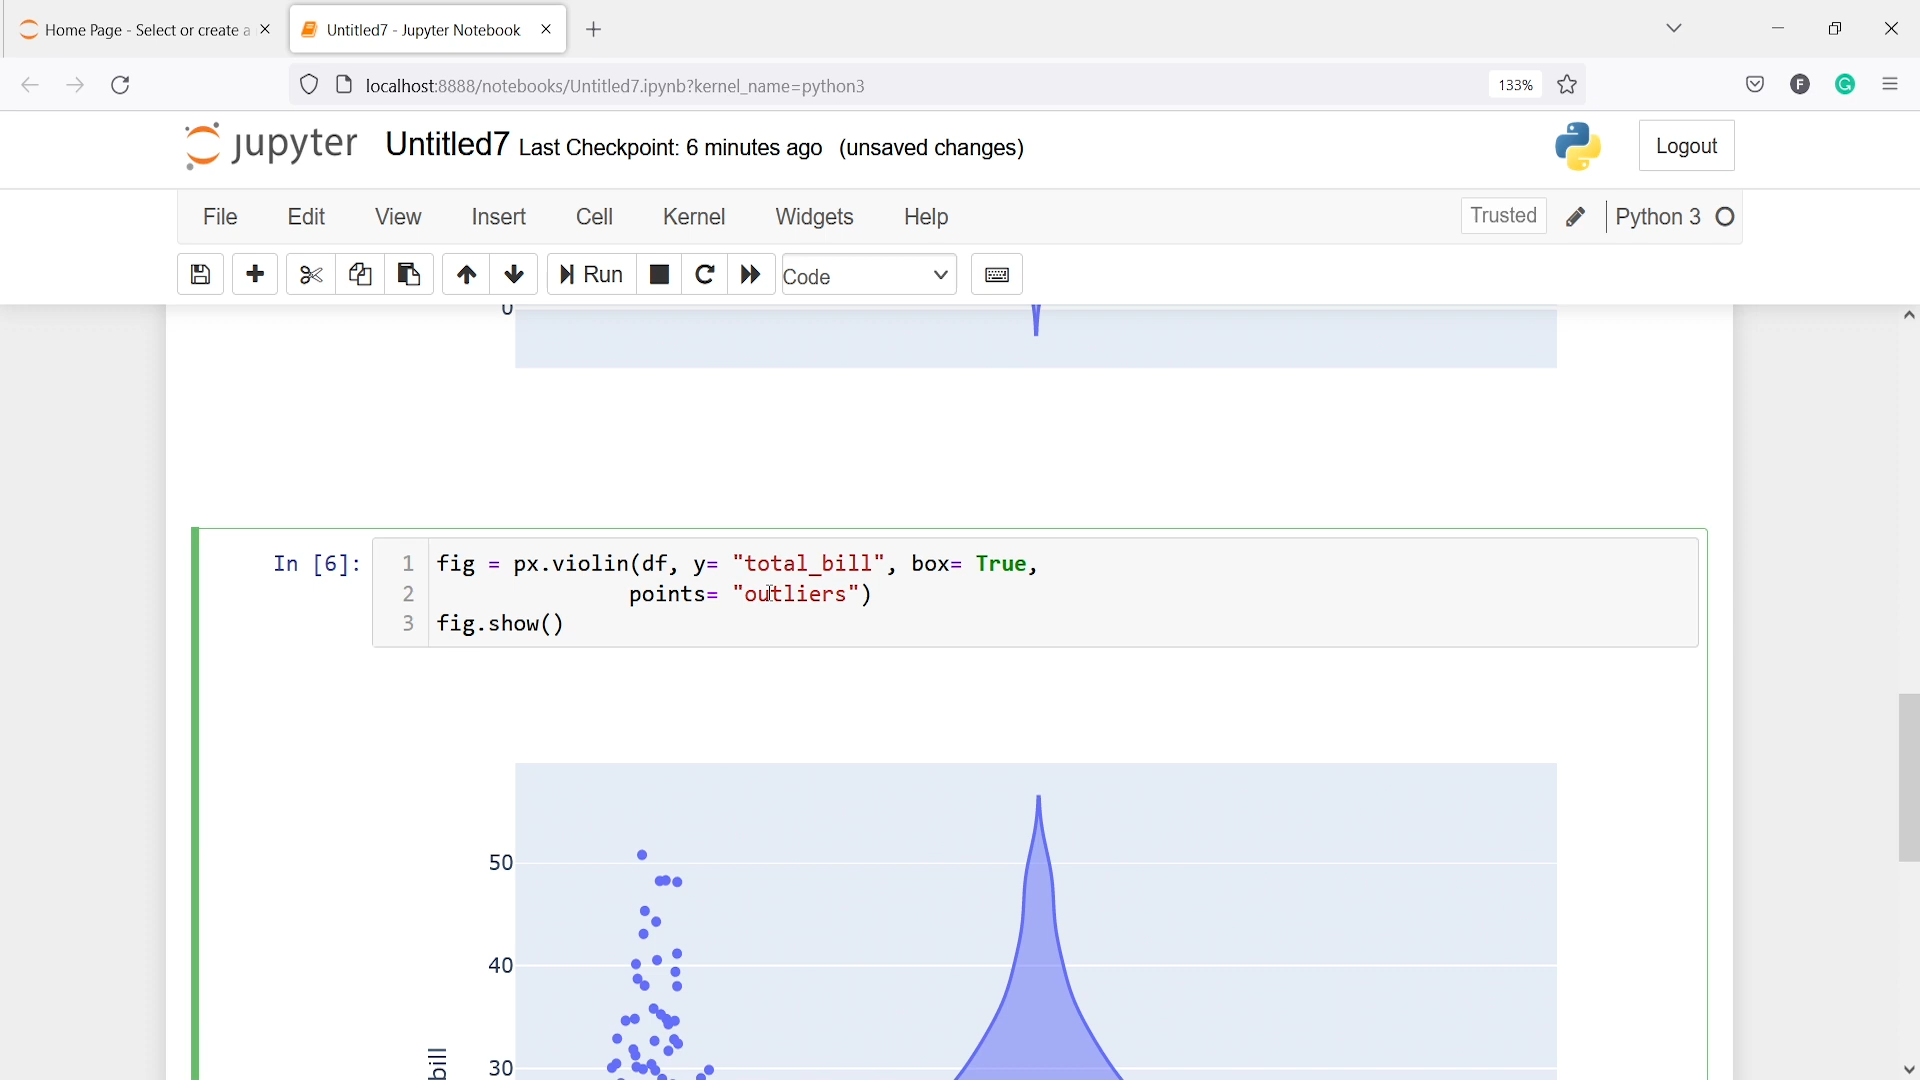 Home Page - Select or create a
Untitled7 - Jupyter Notebook
localhost:8888/notebooks/Untitled7.ipynb?kernel_name=python3
133%
F
G
jupyter Untitled7 Last Checkpoint: 6 minutes ago (unsaved changes)
Logout
File Edit View Insert Cell Kernel Widgets Help
Trusted
Python 3
Run
Code
0
In [6]:
1 fig = px.violin(df, y= "total_bill", box= True,
2 points= "outliers")
3 fig.show()
50
40
30
bill